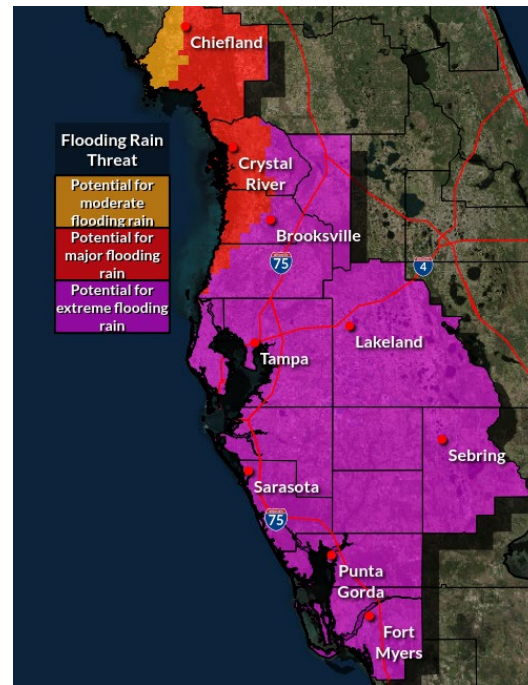 Chiefland
Flooding Rain
Threat
Potential for
moderate
flooding rain
Potential for
major flooding
rain
Potential for
extreme flooding
rain
Crystal
River
Brooksville
75
4
Tampa
Lakeland
Sebring
Sarasota
75
Punta
Gorda
Fort
Myers